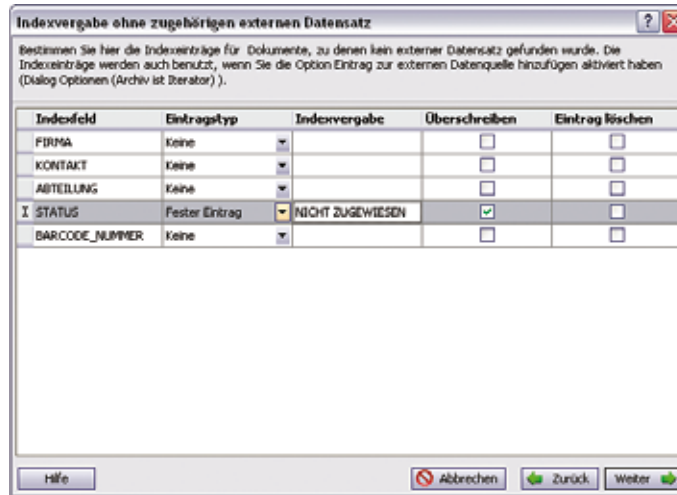 Indexvergabe ohne zugehörigen externen Datensatz
Bestimmen Sie hier die Indexeinträge für Dokumente, zu denen kein externer Datensatz gefunden wurde. Die
Indexeinträge werden auch benutzt, wenn Sie die Option Eintrag zur externen Datenquelle hinzufügen aktiviert haben
(Dialog Optionen (Archiv ist Iterator) ).
Indexfeld Eintragstyp Indexvergabe Überschreiben Eintrag löschen
FIRMA Keine
KONTAKT Keine
ABTEILUNG Keine
STATUS Fester Eintrag NICHT ZUGEWIESEN
BARCODE_NUMMER Keine
Hilfe Abbrechen Zurück Weiter